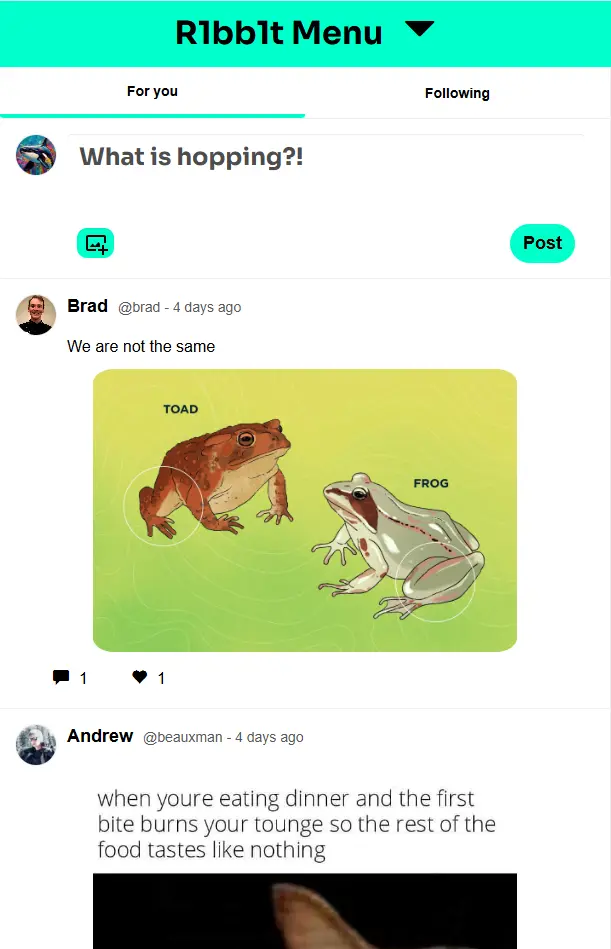 R1bb1t Menu
For you
Following
What is hopping?!
Post
Brad @brad - 4 days ago
We are not the same
TOAD
FROG
1 1
Andrew @beauxman - 4 days ago
when youre eating dinner and the first
bite burns your tounge so the rest of the
food tastes like nothing